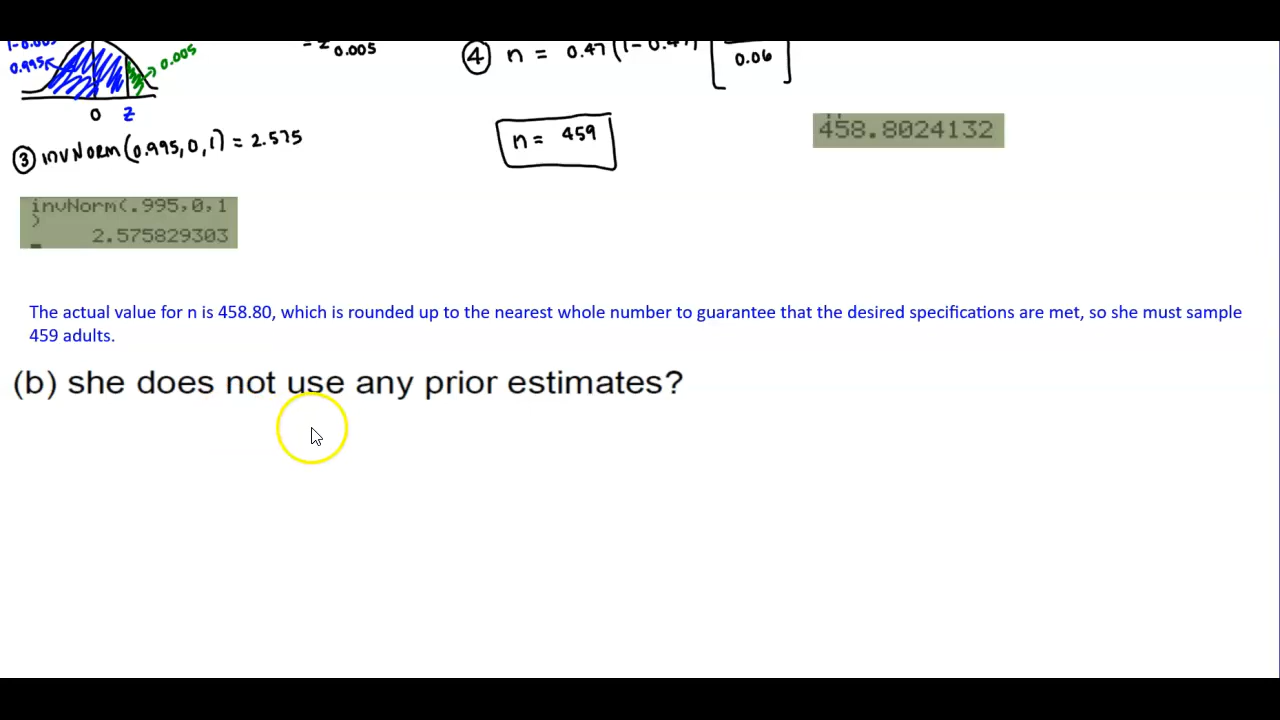 0.995
0.005
= z 0.005
④ n = 0.47(1-0.47)
0.06
0 z
③ invNorm(0.995,0,1) = 2.575
n = 459
458.8024132
invNorm(.995,0,1
)
2.575829303
The actual value for n is 458.80, which is rounded up to the nearest whole number to guarantee that the desired specifications are met, so she must sample
459 adults.
(b) she does not use any prior estimates?